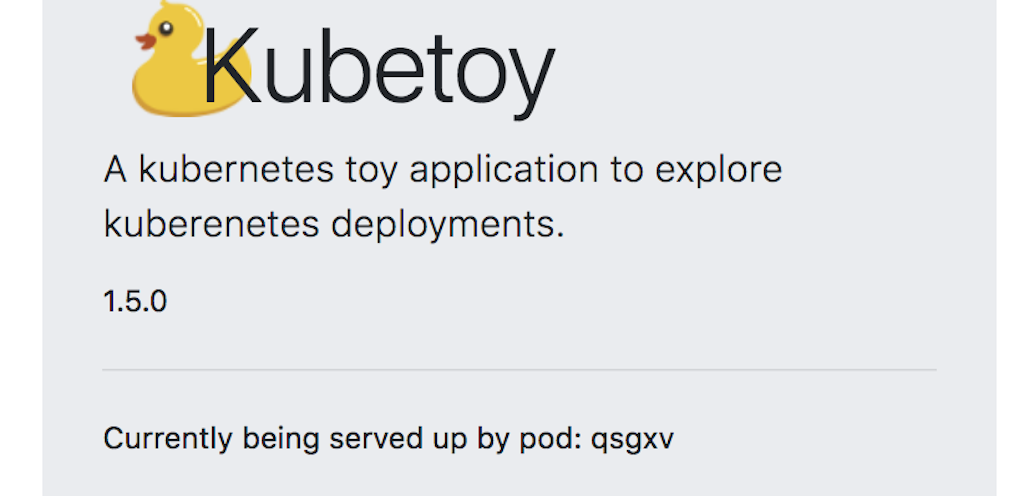 Kubetoy
A kubernetes toy application to explore
kuberenetes deployments.
1.5.0
Currently being served up by pod: qsgxv